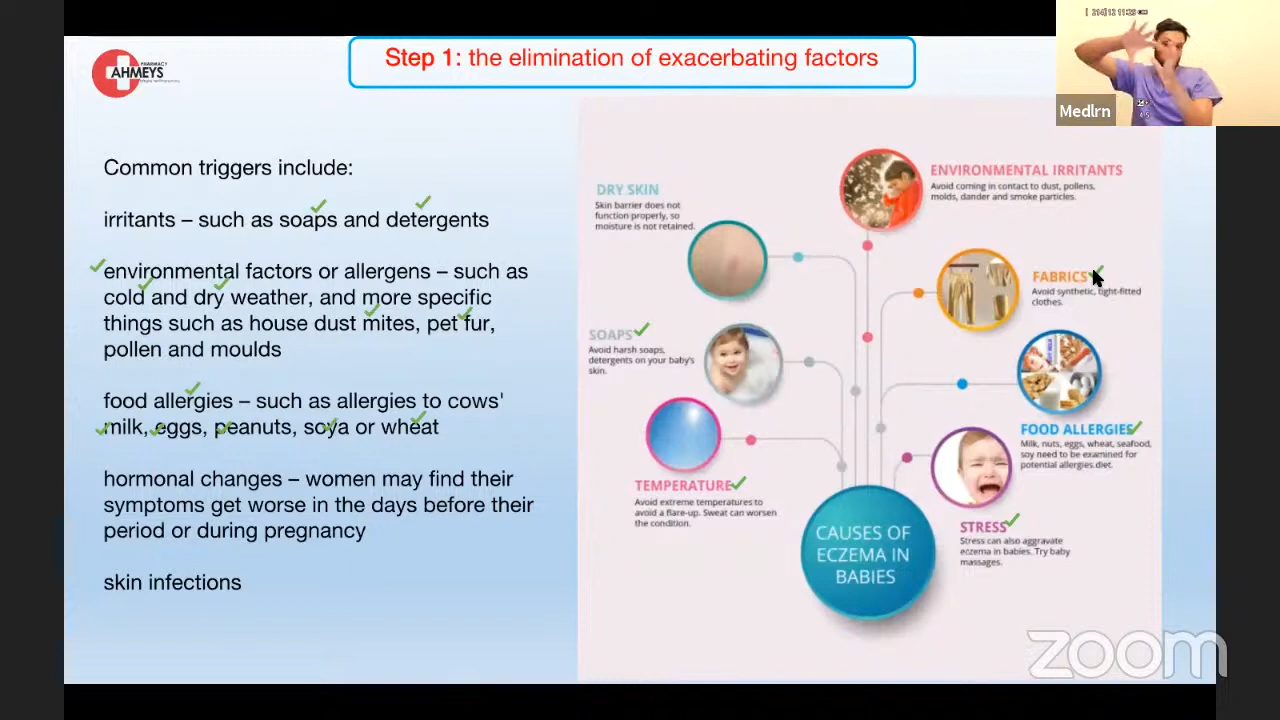 Step 1: the elimination of exacerbating factors
PHARMACY
AHMEYS
Medlrn
Common triggers include:
irritants – such as soaps and detergents
environmental factors or allergens – such as
cold and dry weather, and more specific
things such as house dust mites, pet fur,
pollen and moulds
food allergies – such as allergies to cows'
milk, eggs, peanuts, soya or wheat
hormonal changes – women may find their
symptoms get worse in the days before their
period or during pregnancy
skin infections
ENVIRONMENTAL IRRITANTS
Avoid coming in contact to dust, pollens,
molds, dander and smoke particles.
DRY SKIN
Skin barrier does not
function properly, so
moisture is not retained.
FABRICS
Avoid synthetic, tight-fitted
clothes.
SOAPS
Avoid harsh soaps,
detergents on your baby's
skin.
FOOD ALLERGIES
Milk, nuts, eggs, wheat, seafood,
soy need to be examined for
potential allergies diet.
TEMPERATURE
Avoid extreme temperatures to
avoid a flare-up. Sweat can worsen
the condition.
STRESS
Stress can also aggravate
eczema in babies. Try baby
massages.
CAUSES OF
ECZEMA IN
BABIES
zoom